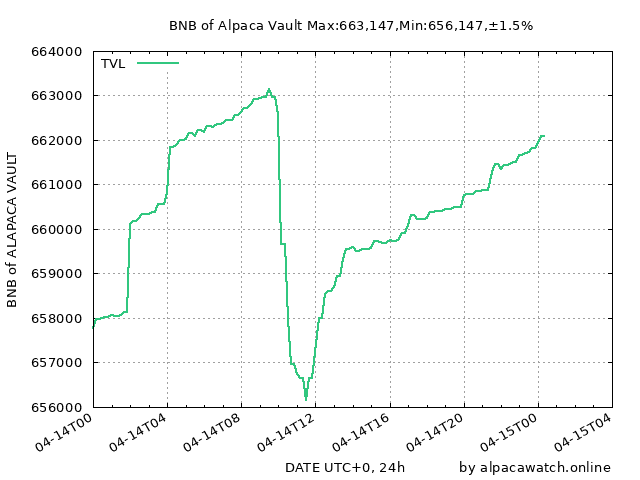 BNB of Alpaca Vault Max:663,147,Min:656,147,±1.5%
TVL
664000
663000
662000
661000
660000
659000
658000
657000
656000
BNB of ALAPACA VAULT
04-14T00
04-14T04
04-14T08
04-14T12
04-14T16
04-14T20
04-15T00
04-15T04
DATE UTC+0, 24h
by alpacawatch.online